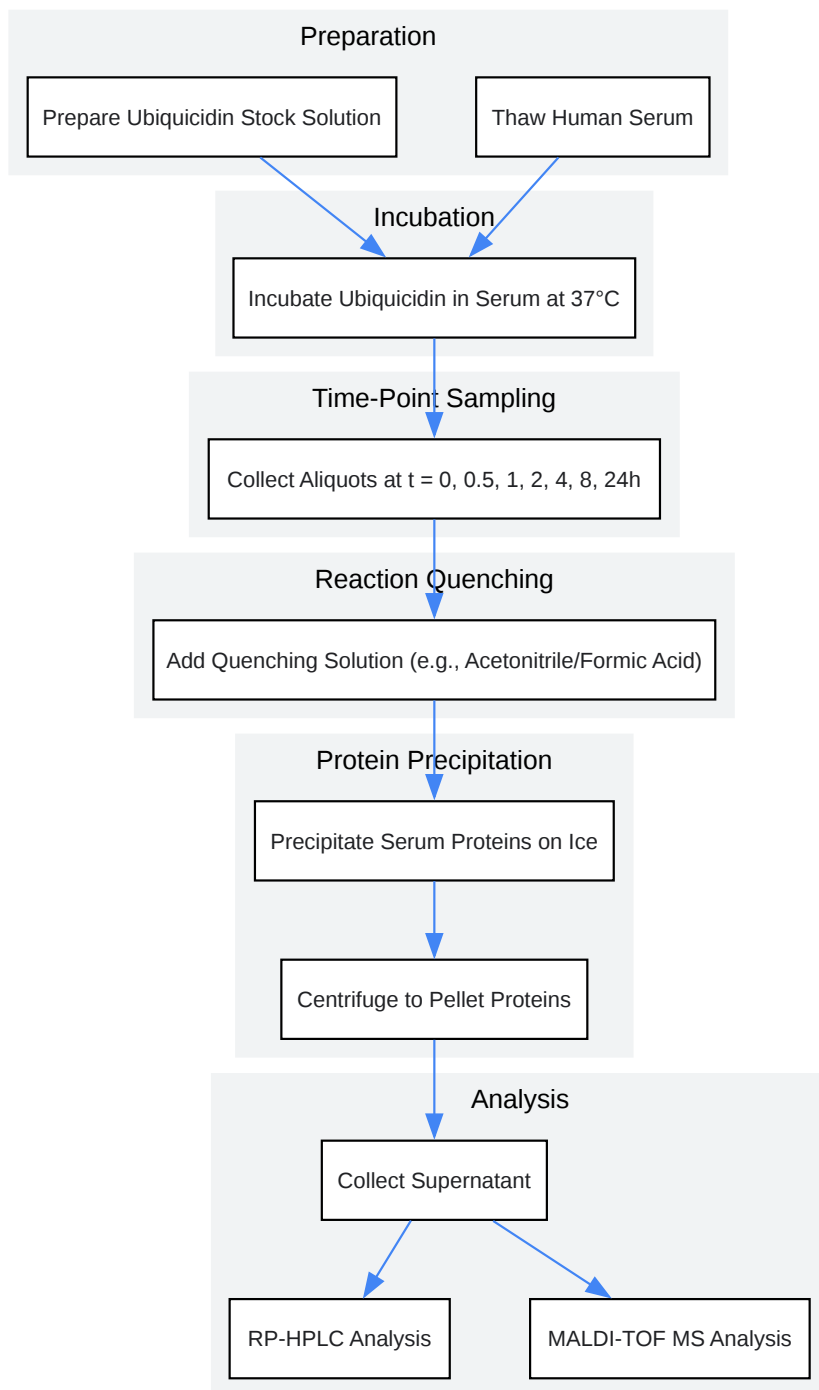 Preparation
Prepare Ubiquicidin Stock Solution
Thaw Human Serum
Incubation
Incubate Ubiquicidin in Serum at 37°C
Time-Point Sampling
Collect Aliquots at t = 0, 0.5, 1, 2, 4, 8, 24h
Reaction Quenching
Add Quenching Solution (e.g., Acetonitrile/Formic Acid)
Protein Precipitation
Precipitate Serum Proteins on Ice
Centrifuge to Pellet Proteins
Analysis
Collect Supernatant
RP-HPLC Analysis
MALDI-TOF MS Analysis